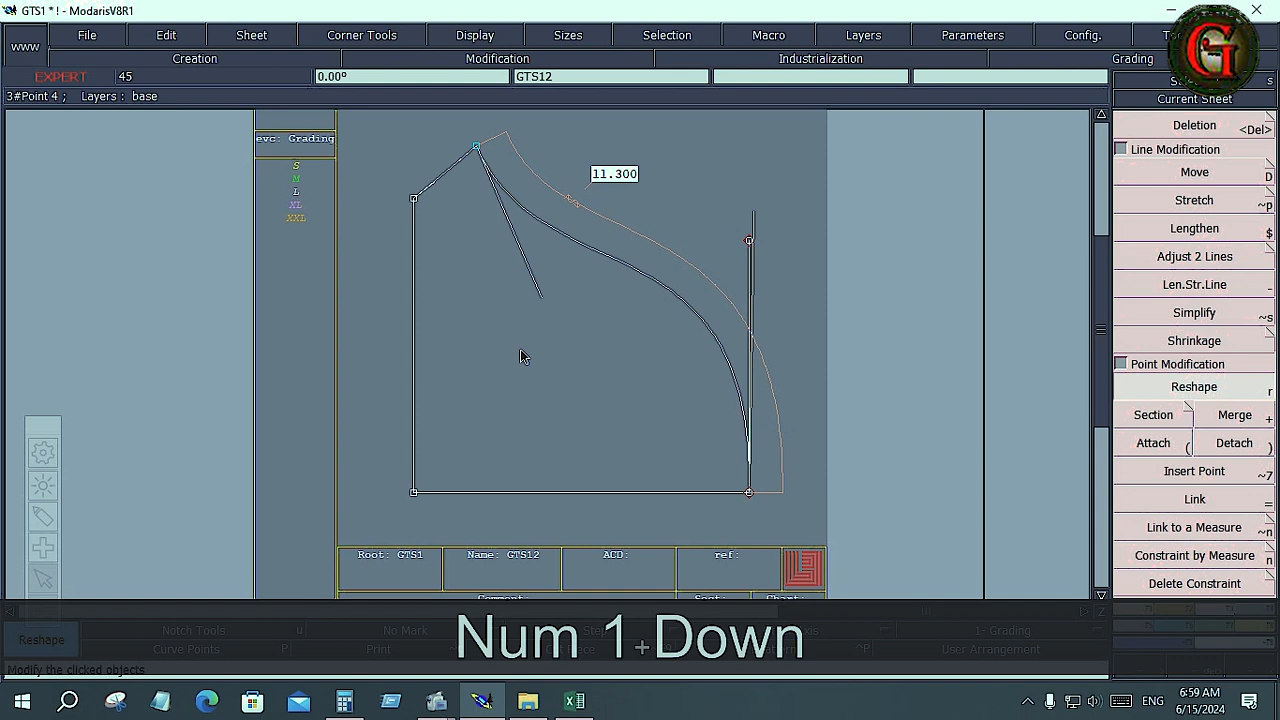 GTS1 * ! - ModarisV8R1
www
File Edit Sheet Corner Tools Display Sizes Selection Macro Layers Parameters Config.
Creation Modification Industrialization Grading
EXPERT 45 0.00º GTS12
3#Point 4 ; Layers : base
Current Sheet
evc: Grading
S
M
L
XL
XXL
11.300
Deletion <Del>
Line Modification
Move D
Stretch ~p
Lengthen $
Adjust 2 Lines
Len.Str.Line -
Simplify ~s
Shrinkage
Point Modification
Reshape r
Section Merge +
Attach ( Detach )
Insert Point ~7
Link =
Link to a Measure ~n
Constraint by Measure n
Delete Constraint
Root: GTS1 Name: GTS12 ACD: ref:
Num 1 + Down
Reshape Notch Tools u No Mark 1- Grading
Curve Points P Print Cut Piece ^P User Arrangement
Modify the clicked objects
ENG 6:59 AM
6/15/2024
G